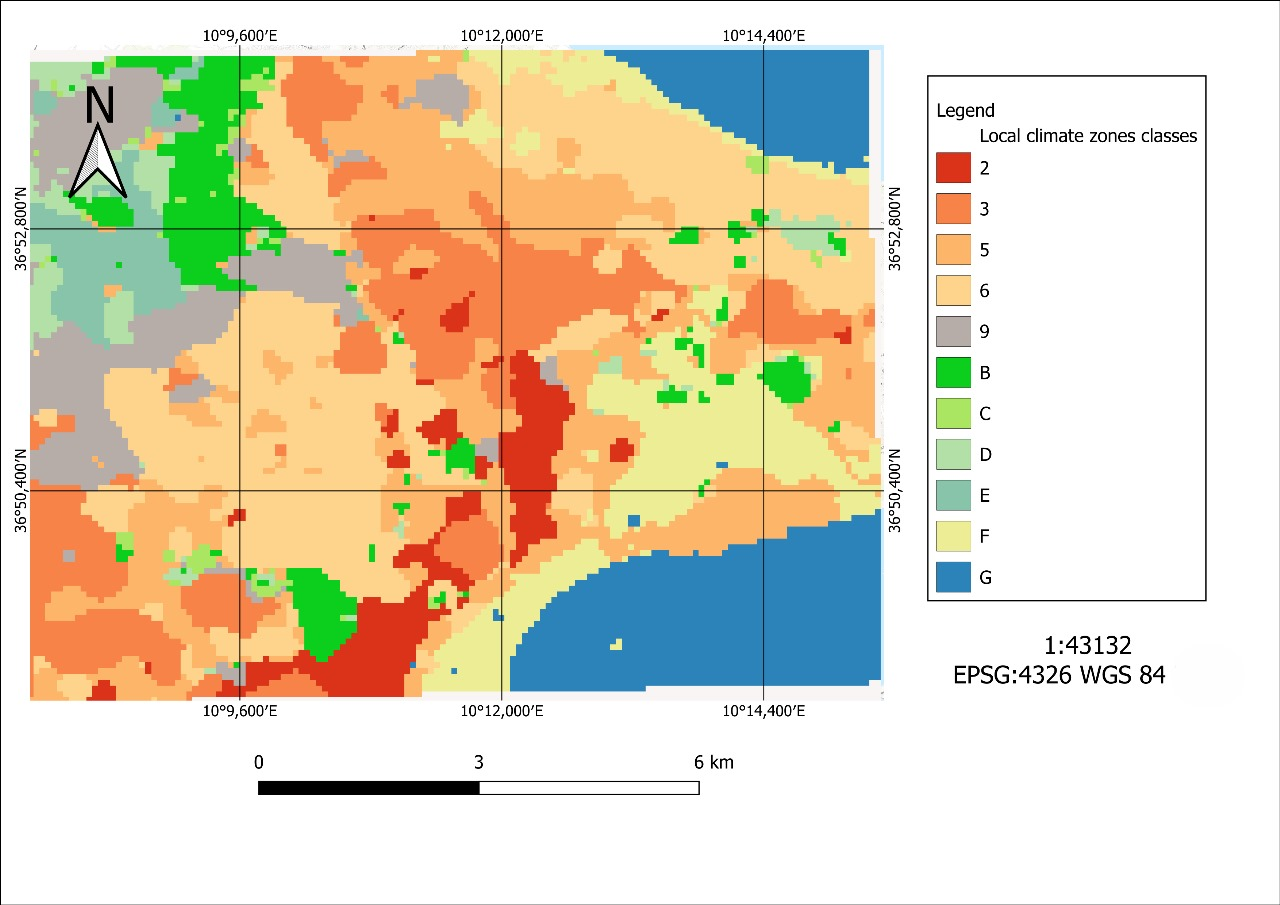 10°9,600′E 10°12,000′E 10°14,400′E
N
36°52,800′N 36°52,800′N
36°50,400′N 36°50,400′N
10°9,600′E 10°12,000′E 10°14,400′E
0 3 6 km
Legend
Local climate zones classes
2
3
5
6
9
B
C
D
E
F
G
1:43132
EPSG:4326 WGS 84